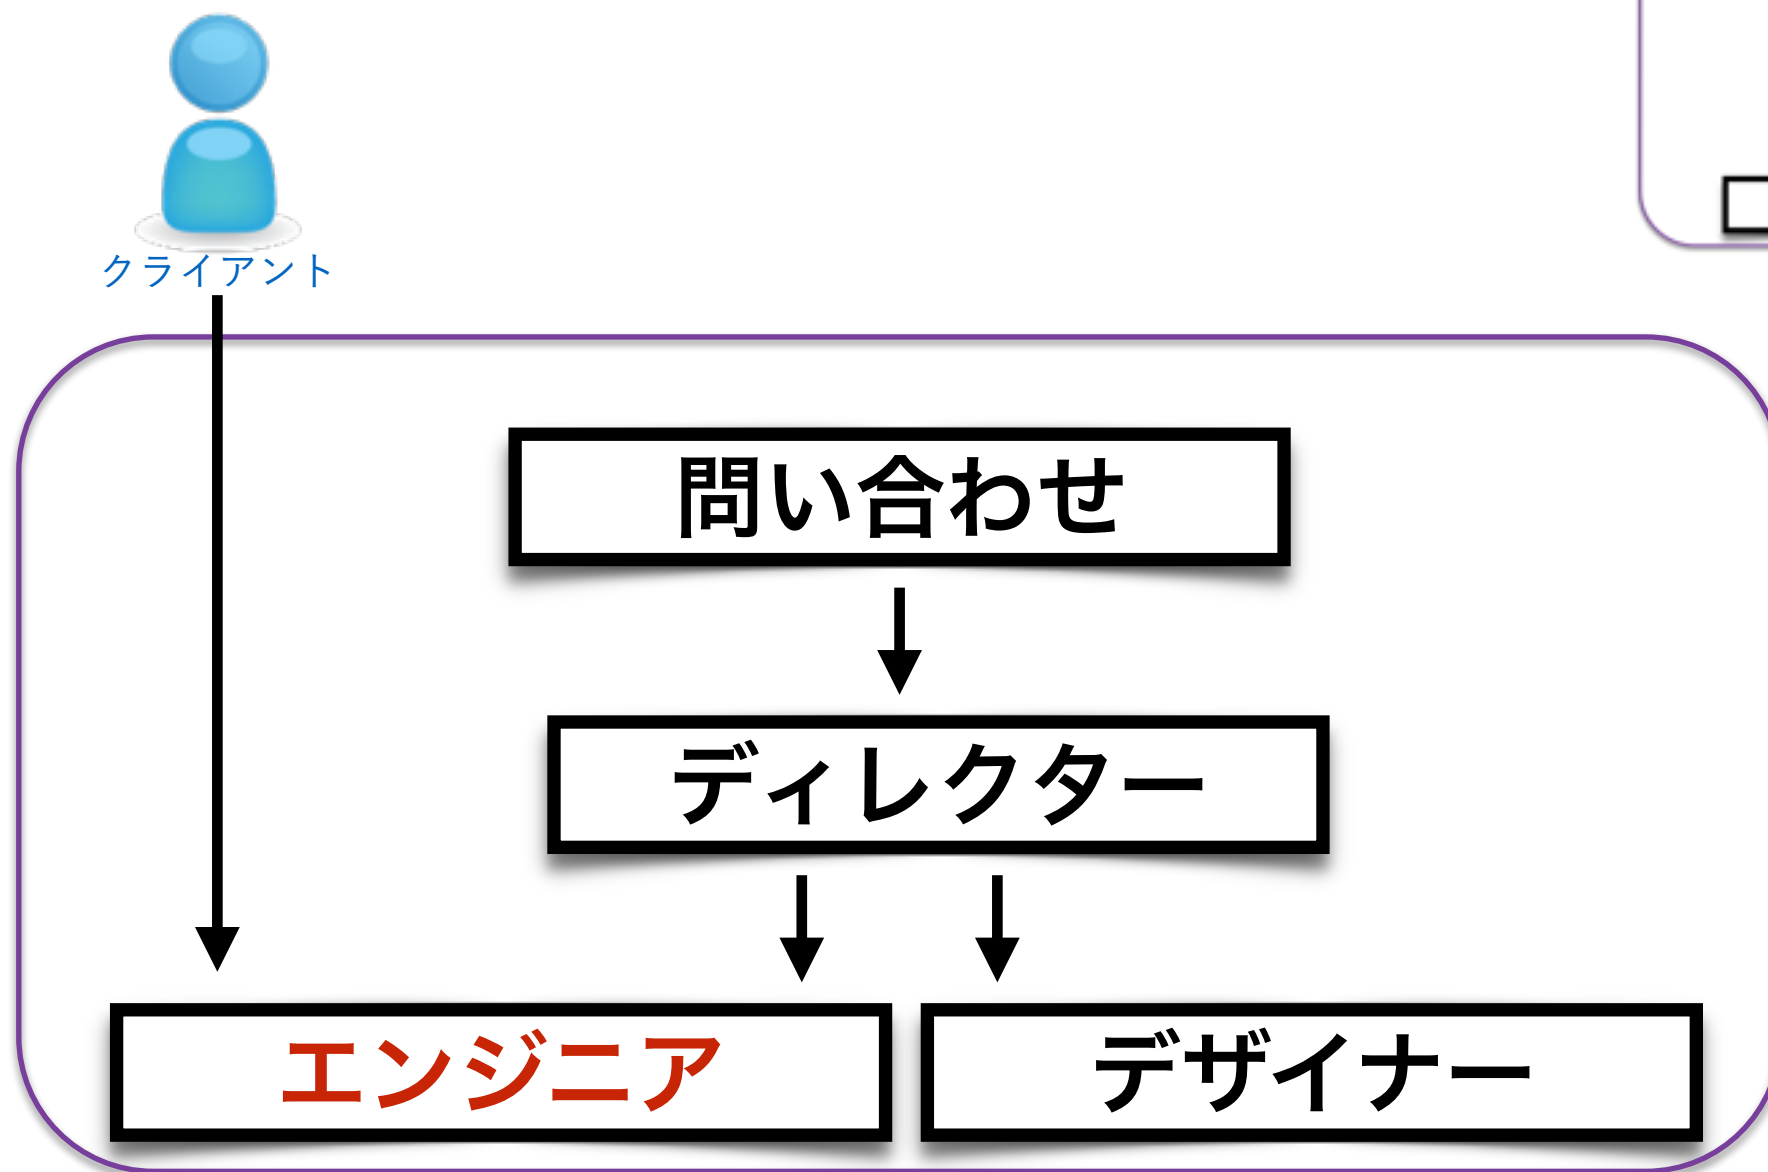 クライアント
問い合わせ
ディレクター
エンジニア
デザイナー